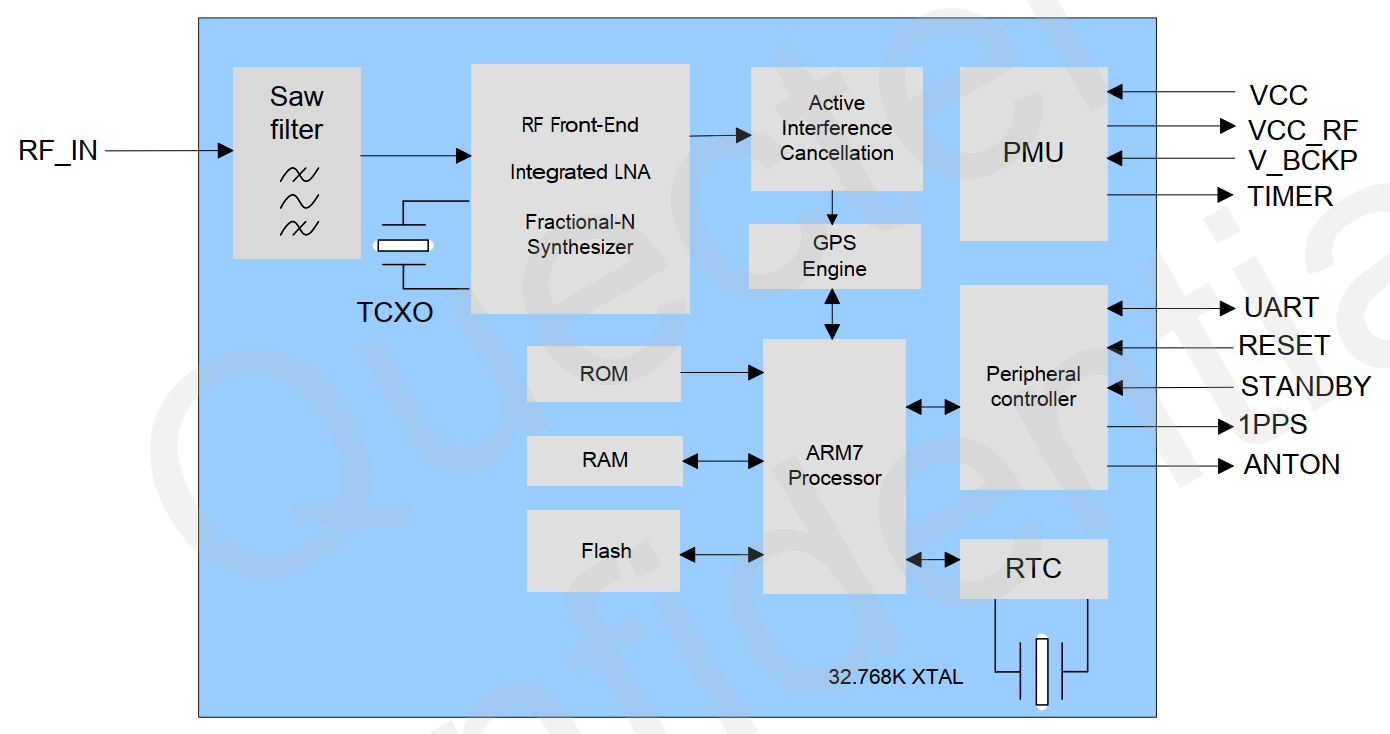 RF_IN
Saw
filter
TCXO
RF Front-End
Integrated LNA
Fractional-N
Synthesizer
Active
Interference
Cancellation
GPS
Engine
PMU
VCC
VCC_RF
V_BCKP
TIMER
ROM
RAM
Flash
ARM7
Processor
Peripheral
controller
UART
RESET
STANDBY
1PPS
ANTON
RTC
32.768K XTAL
Quectel